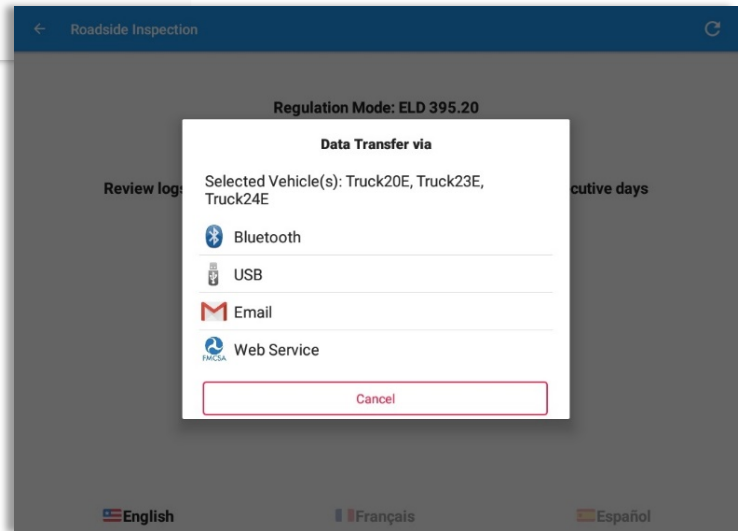 Roadside Inspection
Regulation Mode: ELD 395.20
Data Transfer via
Selected Vehicle(s): Truck20E, Truck23E,
Truck24E
Review logs
cutive days
Bluetooth
USB
Email
FMCSA Web Service
Cancel
English Français Español